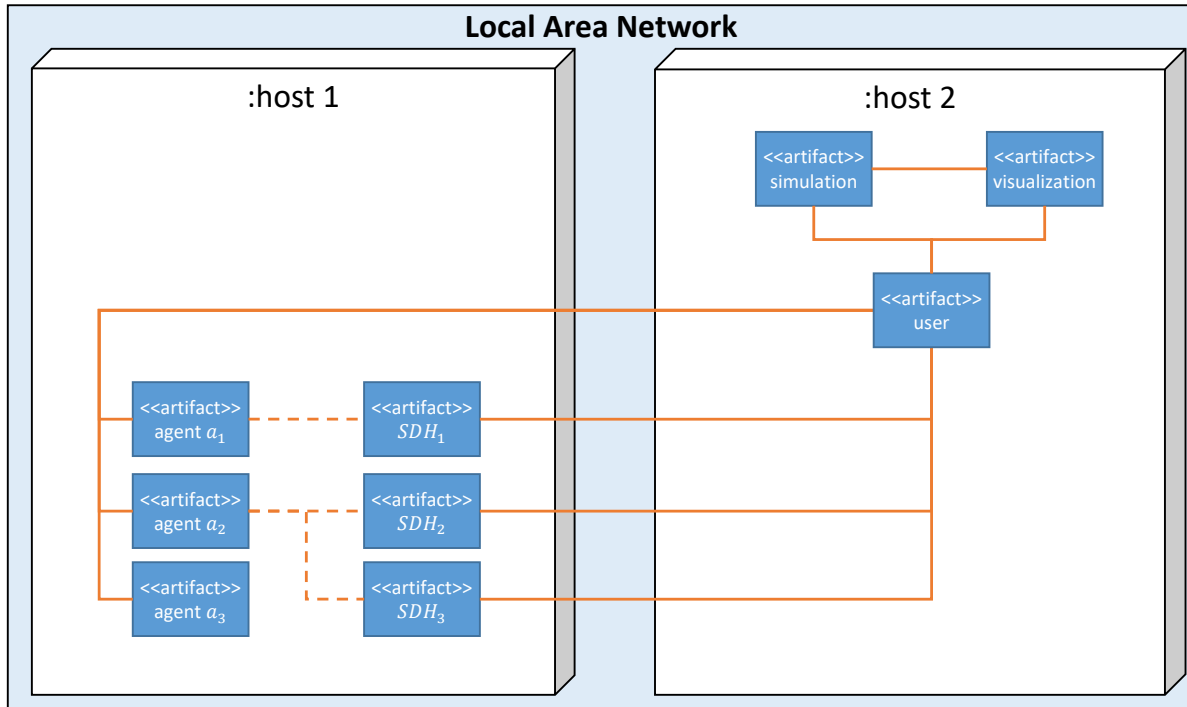 Local Area Network
:host 1
:host 2
<<artifact>>
simulation
<<artifact>>
visualization
<<artifact>>
user
<<artifact>>
agent a₁
<<artifact>>
SDH₁
<<artifact>>
agent a₂
<<artifact>>
SDH₂
<<artifact>>
agent a₃
<<artifact>>
SDH₃